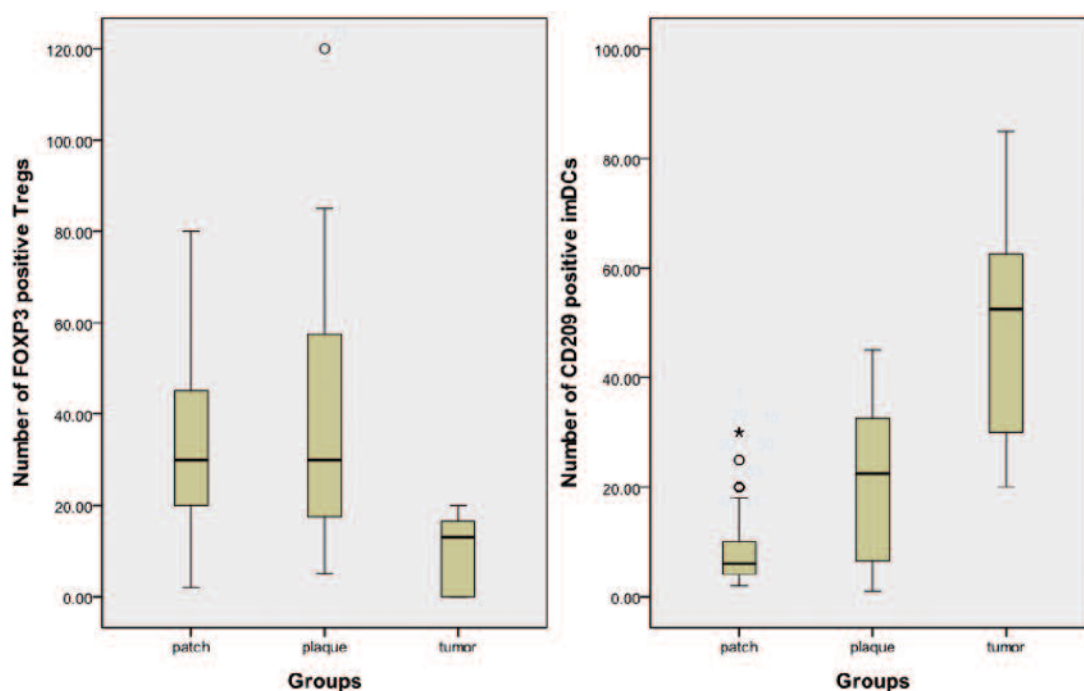 Number of FOXP3 positive Tregs
120.00
100.00
80.00
60.00
40.00
20.00
0.00
patch plaque tumor
Groups
Number of CD209 positive imDCs
100.00
80.00
60.00
40.00
20.00
0.00
patch plaque tumor
Groups